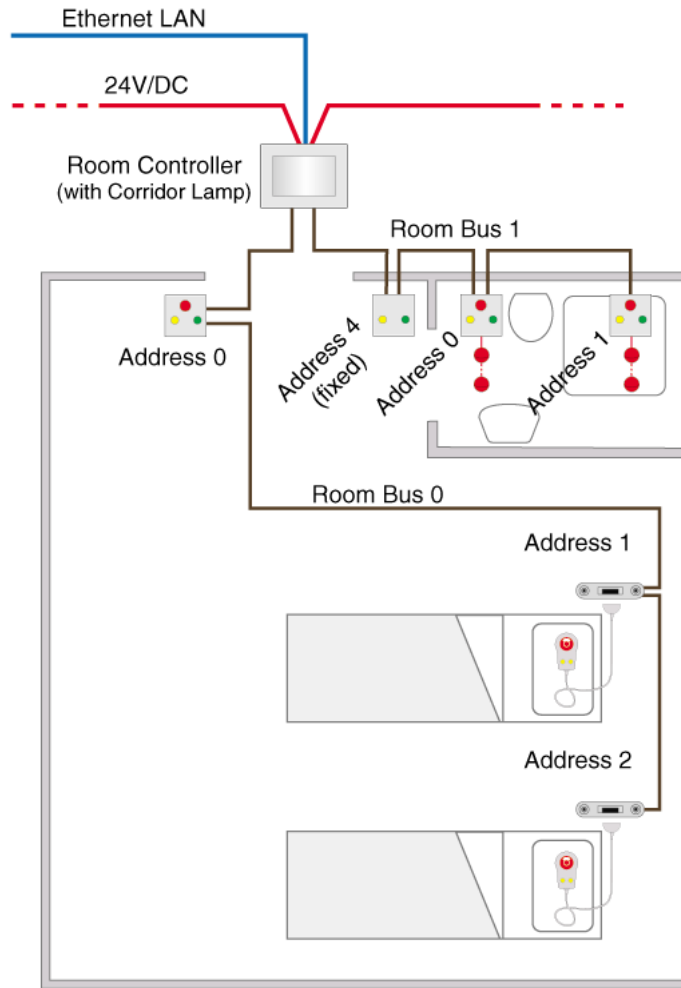 Ethernet LAN
24V/DC
Room Controller
(with Corridor Lamp)
Room Bus 1
Address 0
Address 4
(fixed)
Address 0
Address 1
Room Bus 0
Address 1
Address 2